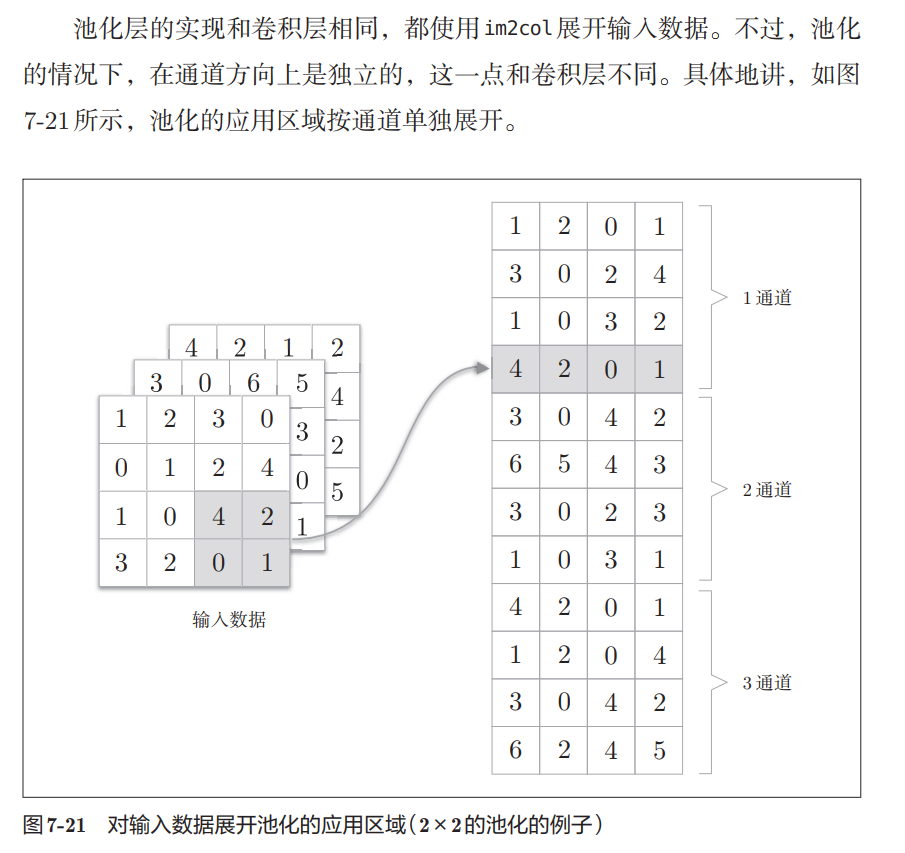 池化层的实现和卷积层相同，都使用im2col展开输入数据。不过，池化
的情况下，在通道方向上是独立的，这一点和卷积层不同。具体地讲，如图
7-21所示，池化的应用区域按通道单独展开。
4 2 1 2
4
2
5
3 0 6 5
3
0
1
1 2 3 0
0 1 2 4
1 0 4 2
3 2 0 1
输入数据
1 2 0 1
3 0 2 4
1 0 3 2
4 2 0 1
1通道
3 0 4 2
6 5 4 3
3 0 2 3
1 0 3 1
2通道
4 2 0 1
1 2 0 4
3 0 4 2
6 2 4 5
3通道
图7-21 对输入数据展开池化的应用区域（2×2的池化的例子）